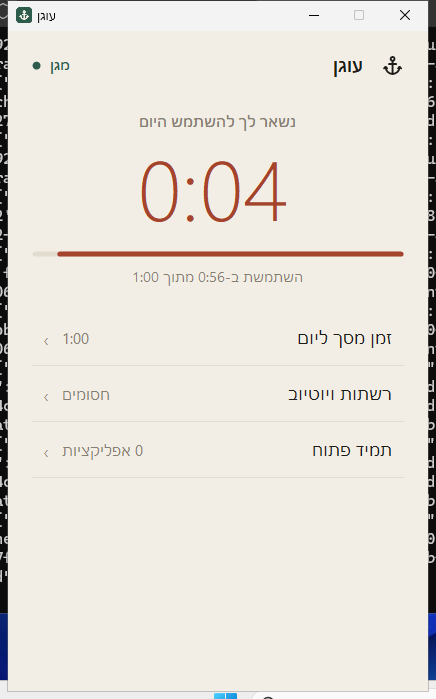 עוגן
עוגן
מגן
נשאר לך להשתמש היום
0:04
השתמשת ב-0:56 מתוך 1:00
זמן מסך ליום
1:00
רשתות ויוטיוב
חסומים
תמיד פתוח
0 אפליקציות